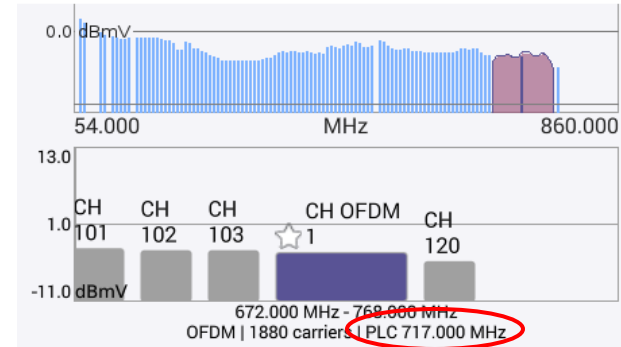 0.0 dBmV
54.000 MHz 860.000
13.0
CH CH CH CH OFDM CH
1.0 101 102 103 1 120
-11.0 dBmV
672.000 MHz - 768.000 MHz
OFDM | 1880 carriers | PLC 717.000 MHz